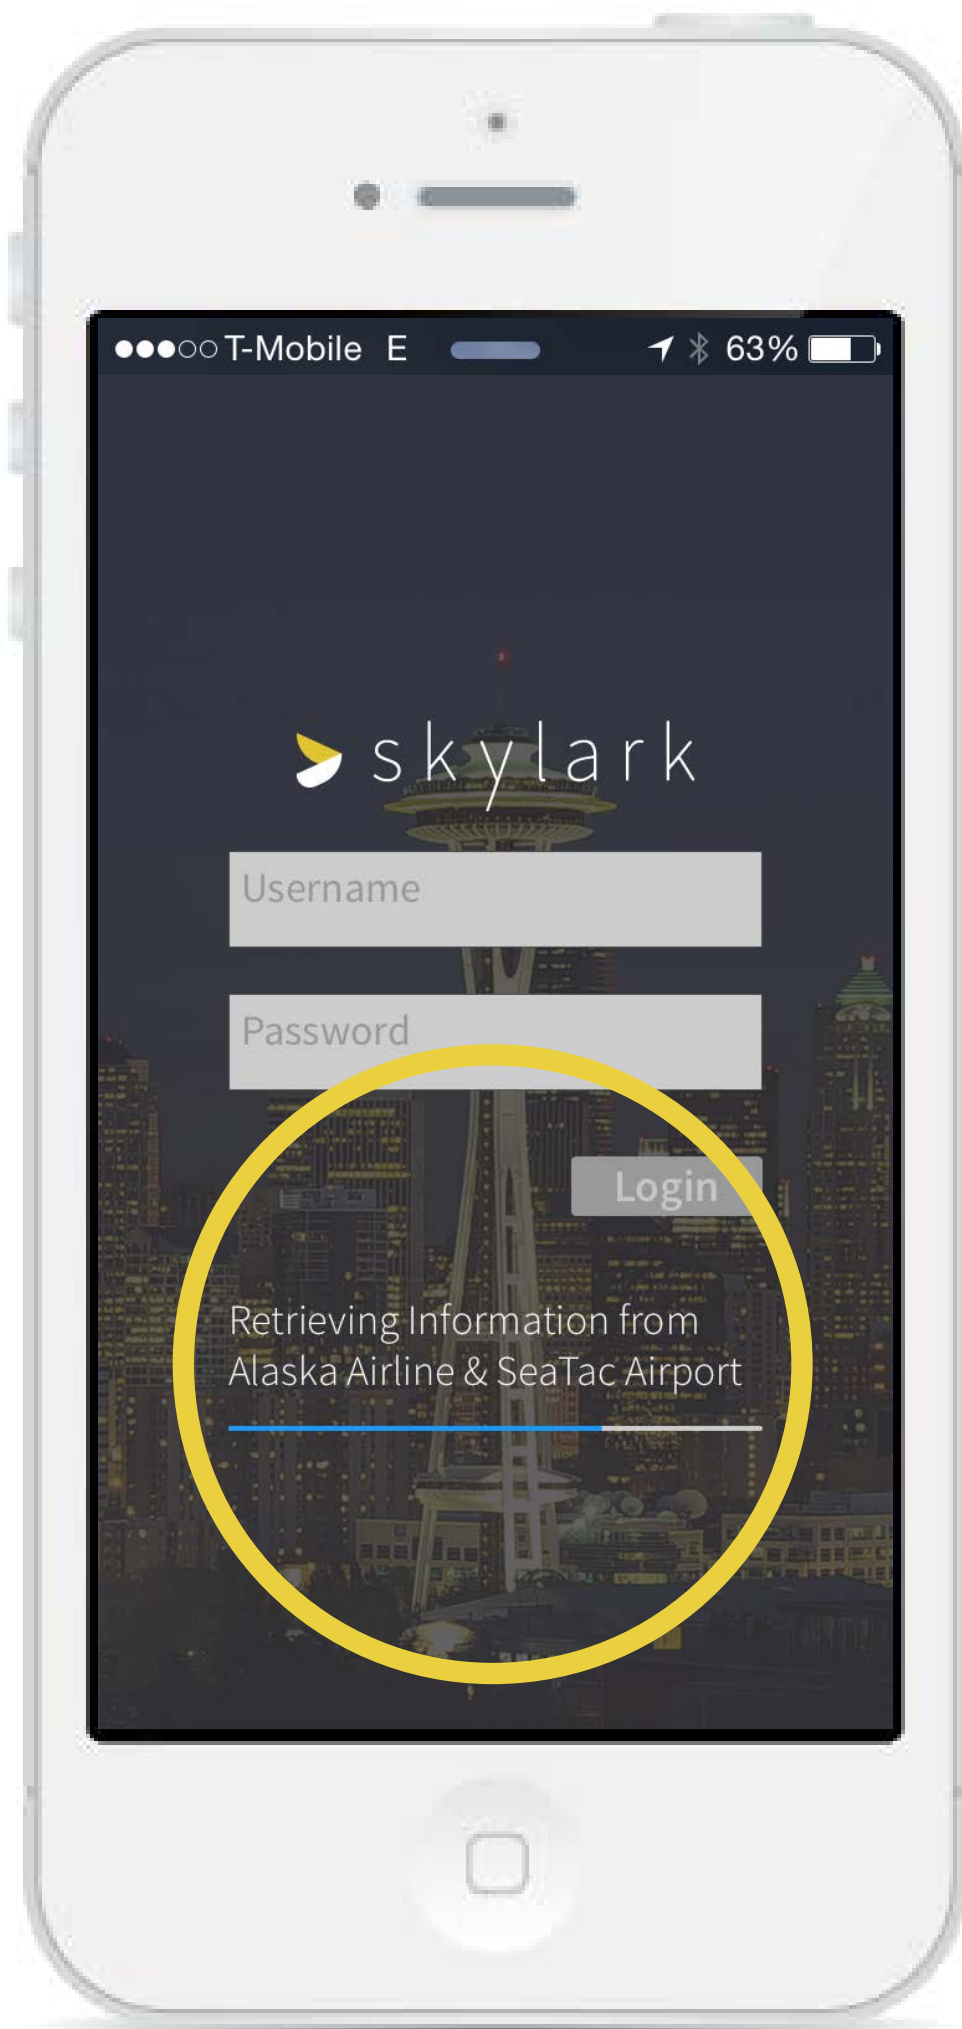 T-Mobile E 63%
skylark
Username
Password
Login
Retrieving Information from
Alaska Airline & SeaTac Airport